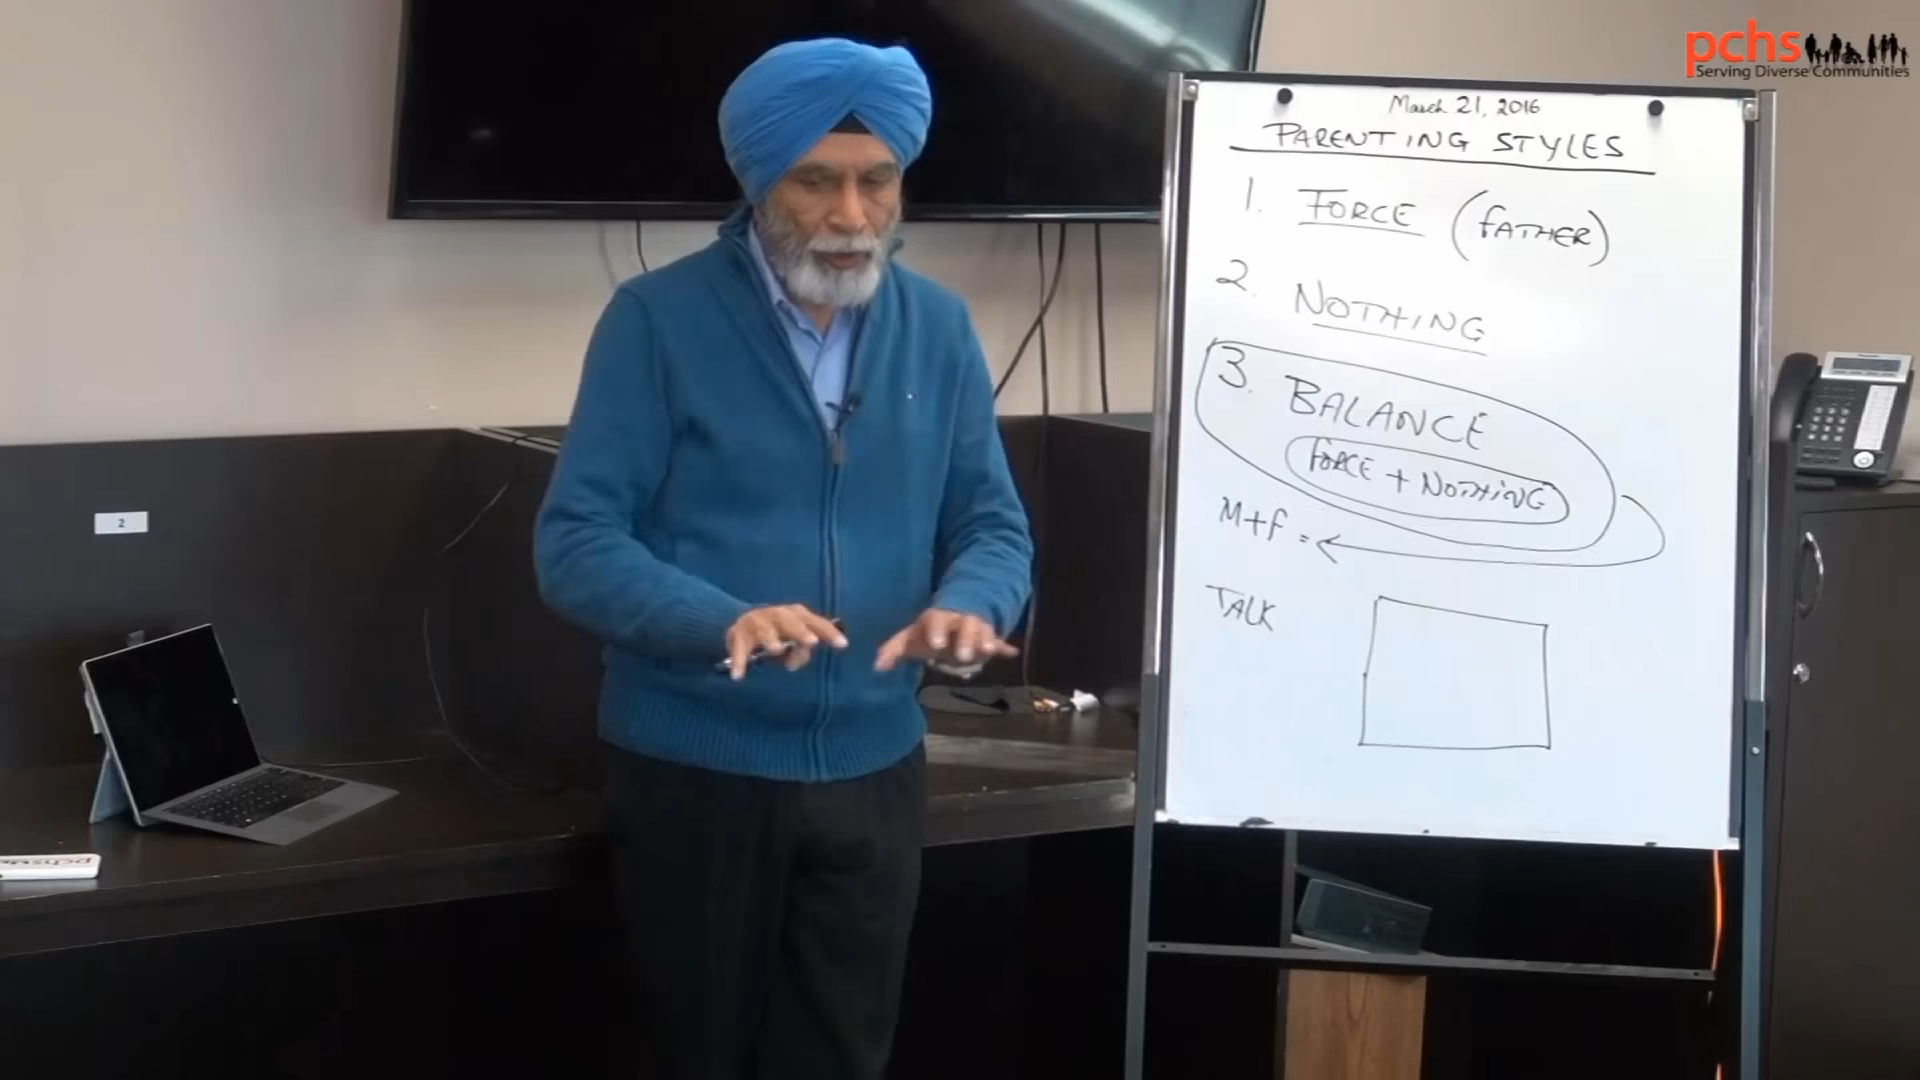 pchs
Serving Diverse Communities
March 21, 2016
PARENTING STYLES
1. FORCE (FATHER)
2. NOTHING
3. BALANCE
FORCE + NOTHING
M+F =
TALK
2
pchs